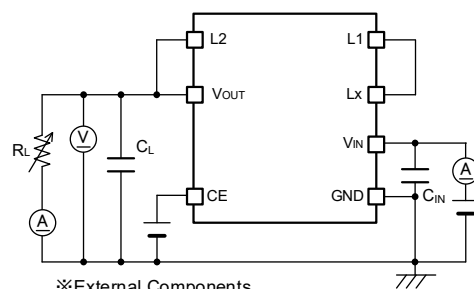 L2
L1
VOUT
Lx
V
RL
CL
VIN
A
CE
GND
CIN
A
※External Components